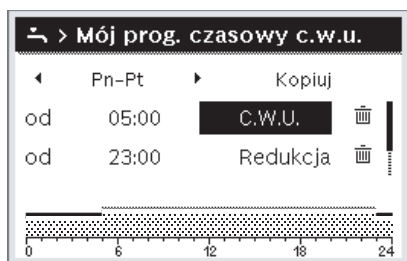 > Mój prog. czasowy c.w.u.
Pn-Pt Kopiuj
od 05:00 C.W.U.
od 23:00 Redukcja
0 6 12 18 24